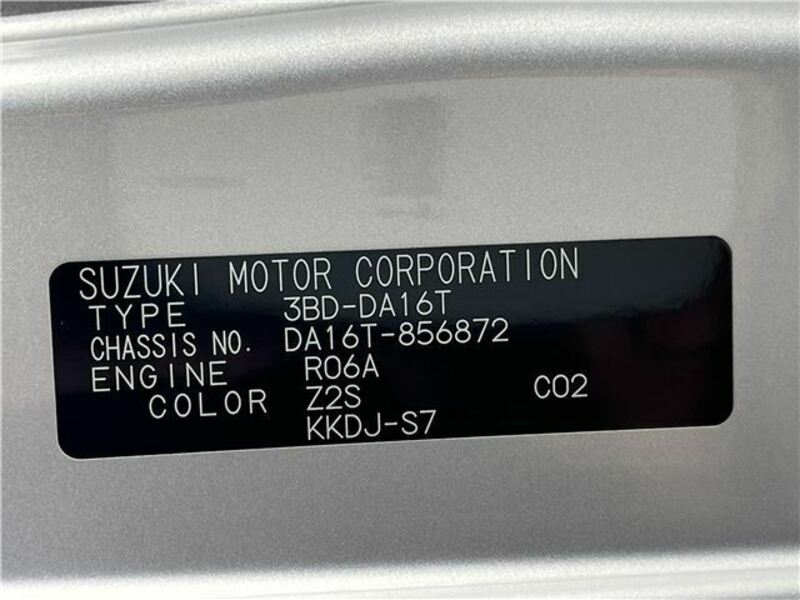 SUZUKI MOTOR CORPORATION
TYPE 3BD-DA16T
CHASSIS NO. DA16T-856872
ENGINE R06A
COLOR Z2S C02
KKDJ-S7